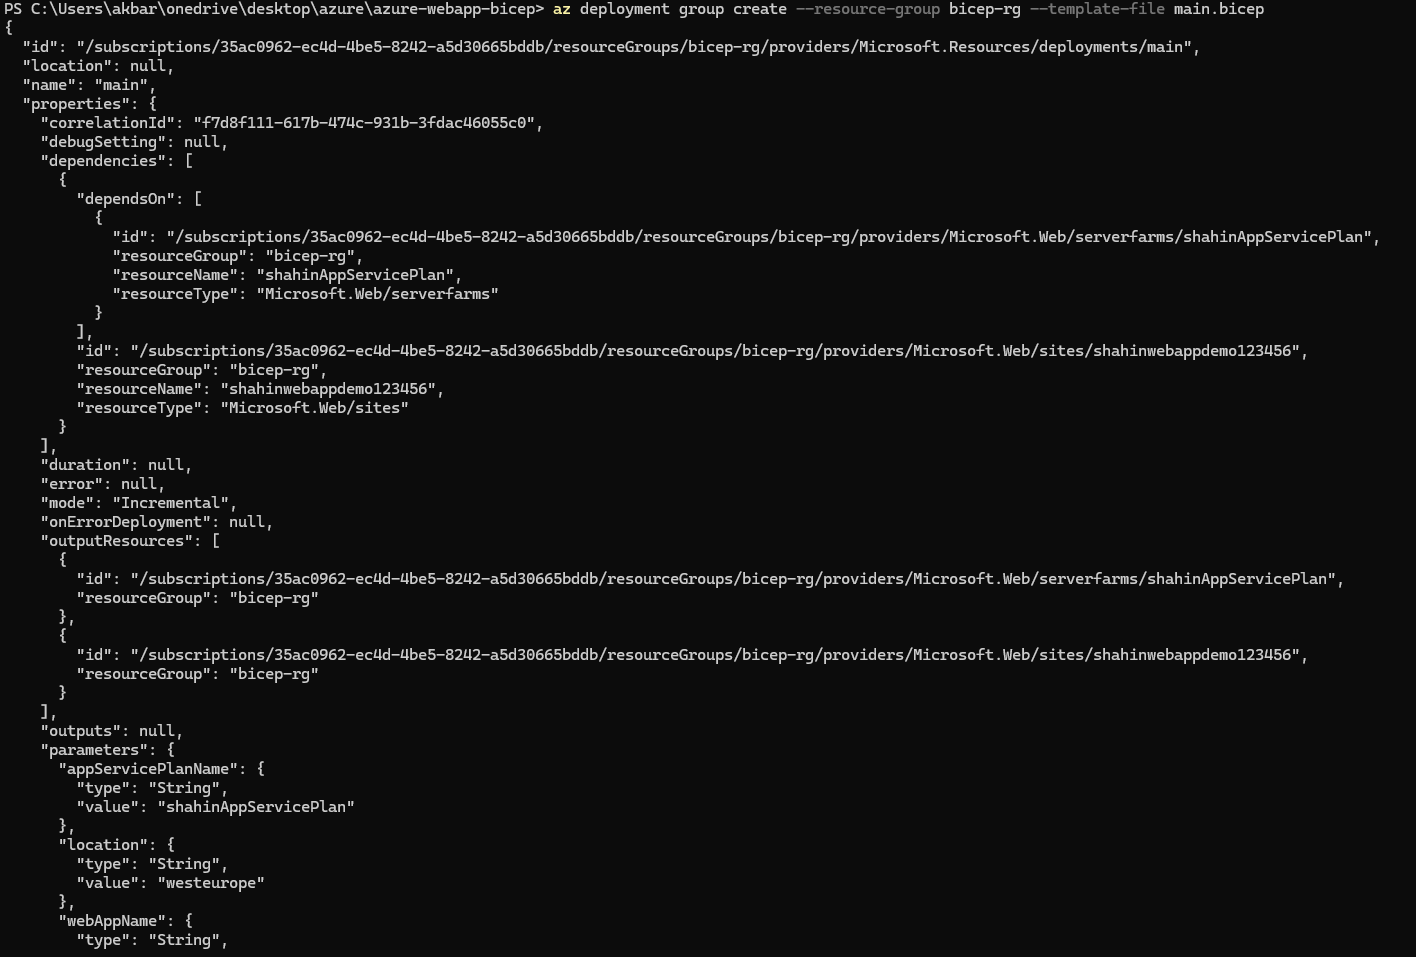 PS C:\Users\akbar\onedrive\desktop\azure\azure-webapp-bicep> az deployment group create --resource-group bicep-rg --template-file main.bicep
{
  "id": "/subscriptions/35ac0962-ec4d-4be5-8242-a5d30665bddb/resourceGroups/bicep-rg/providers/Microsoft.Resources/deployments/main",
  "location": null,
  "name": "main",
  "properties": {
    "correlationId": "f7d8f111-617b-474c-931b-3fdac46055c0",
    "debugSetting": null,
    "dependencies": [
      {
        "dependsOn": [
          {
            "id": "/subscriptions/35ac0962-ec4d-4be5-8242-a5d30665bddb/resourceGroups/bicep-rg/providers/Microsoft.Web/serverfarms/shahinAppServicePlan",
            "resourceGroup": "bicep-rg",
            "resourceName": "shahinAppServicePlan",
            "resourceType": "Microsoft.Web/serverfarms"
          }
        ],
        "id": "/subscriptions/35ac0962-ec4d-4be5-8242-a5d30665bddb/resourceGroups/bicep-rg/providers/Microsoft.Web/sites/shahinwebappdemo123456",
        "resourceGroup": "bicep-rg",
        "resourceName": "shahinwebappdemo123456",
        "resourceType": "Microsoft.Web/sites"
      }
    ],
    "duration": null,
    "error": null,
    "mode": "Incremental",
    "onErrorDeployment": null,
    "outputResources": [
      {
        "id": "/subscriptions/35ac0962-ec4d-4be5-8242-a5d30665bddb/resourceGroups/bicep-rg/providers/Microsoft.Web/serverfarms/shahinAppServicePlan",
        "resourceGroup": "bicep-rg"
      },
      {
        "id": "/subscriptions/35ac0962-ec4d-4be5-8242-a5d30665bddb/resourceGroups/bicep-rg/providers/Microsoft.Web/sites/shahinwebappdemo123456",
        "resourceGroup": "bicep-rg"
      }
    ],
    "outputs": null,
    "parameters": {
      "appServicePlanName": {
        "type": "String",
        "value": "shahinAppServicePlan"
      },
      "location": {
        "type": "String",
        "value": "westeurope"
      },
      "webAppName": {
        "type": "String",